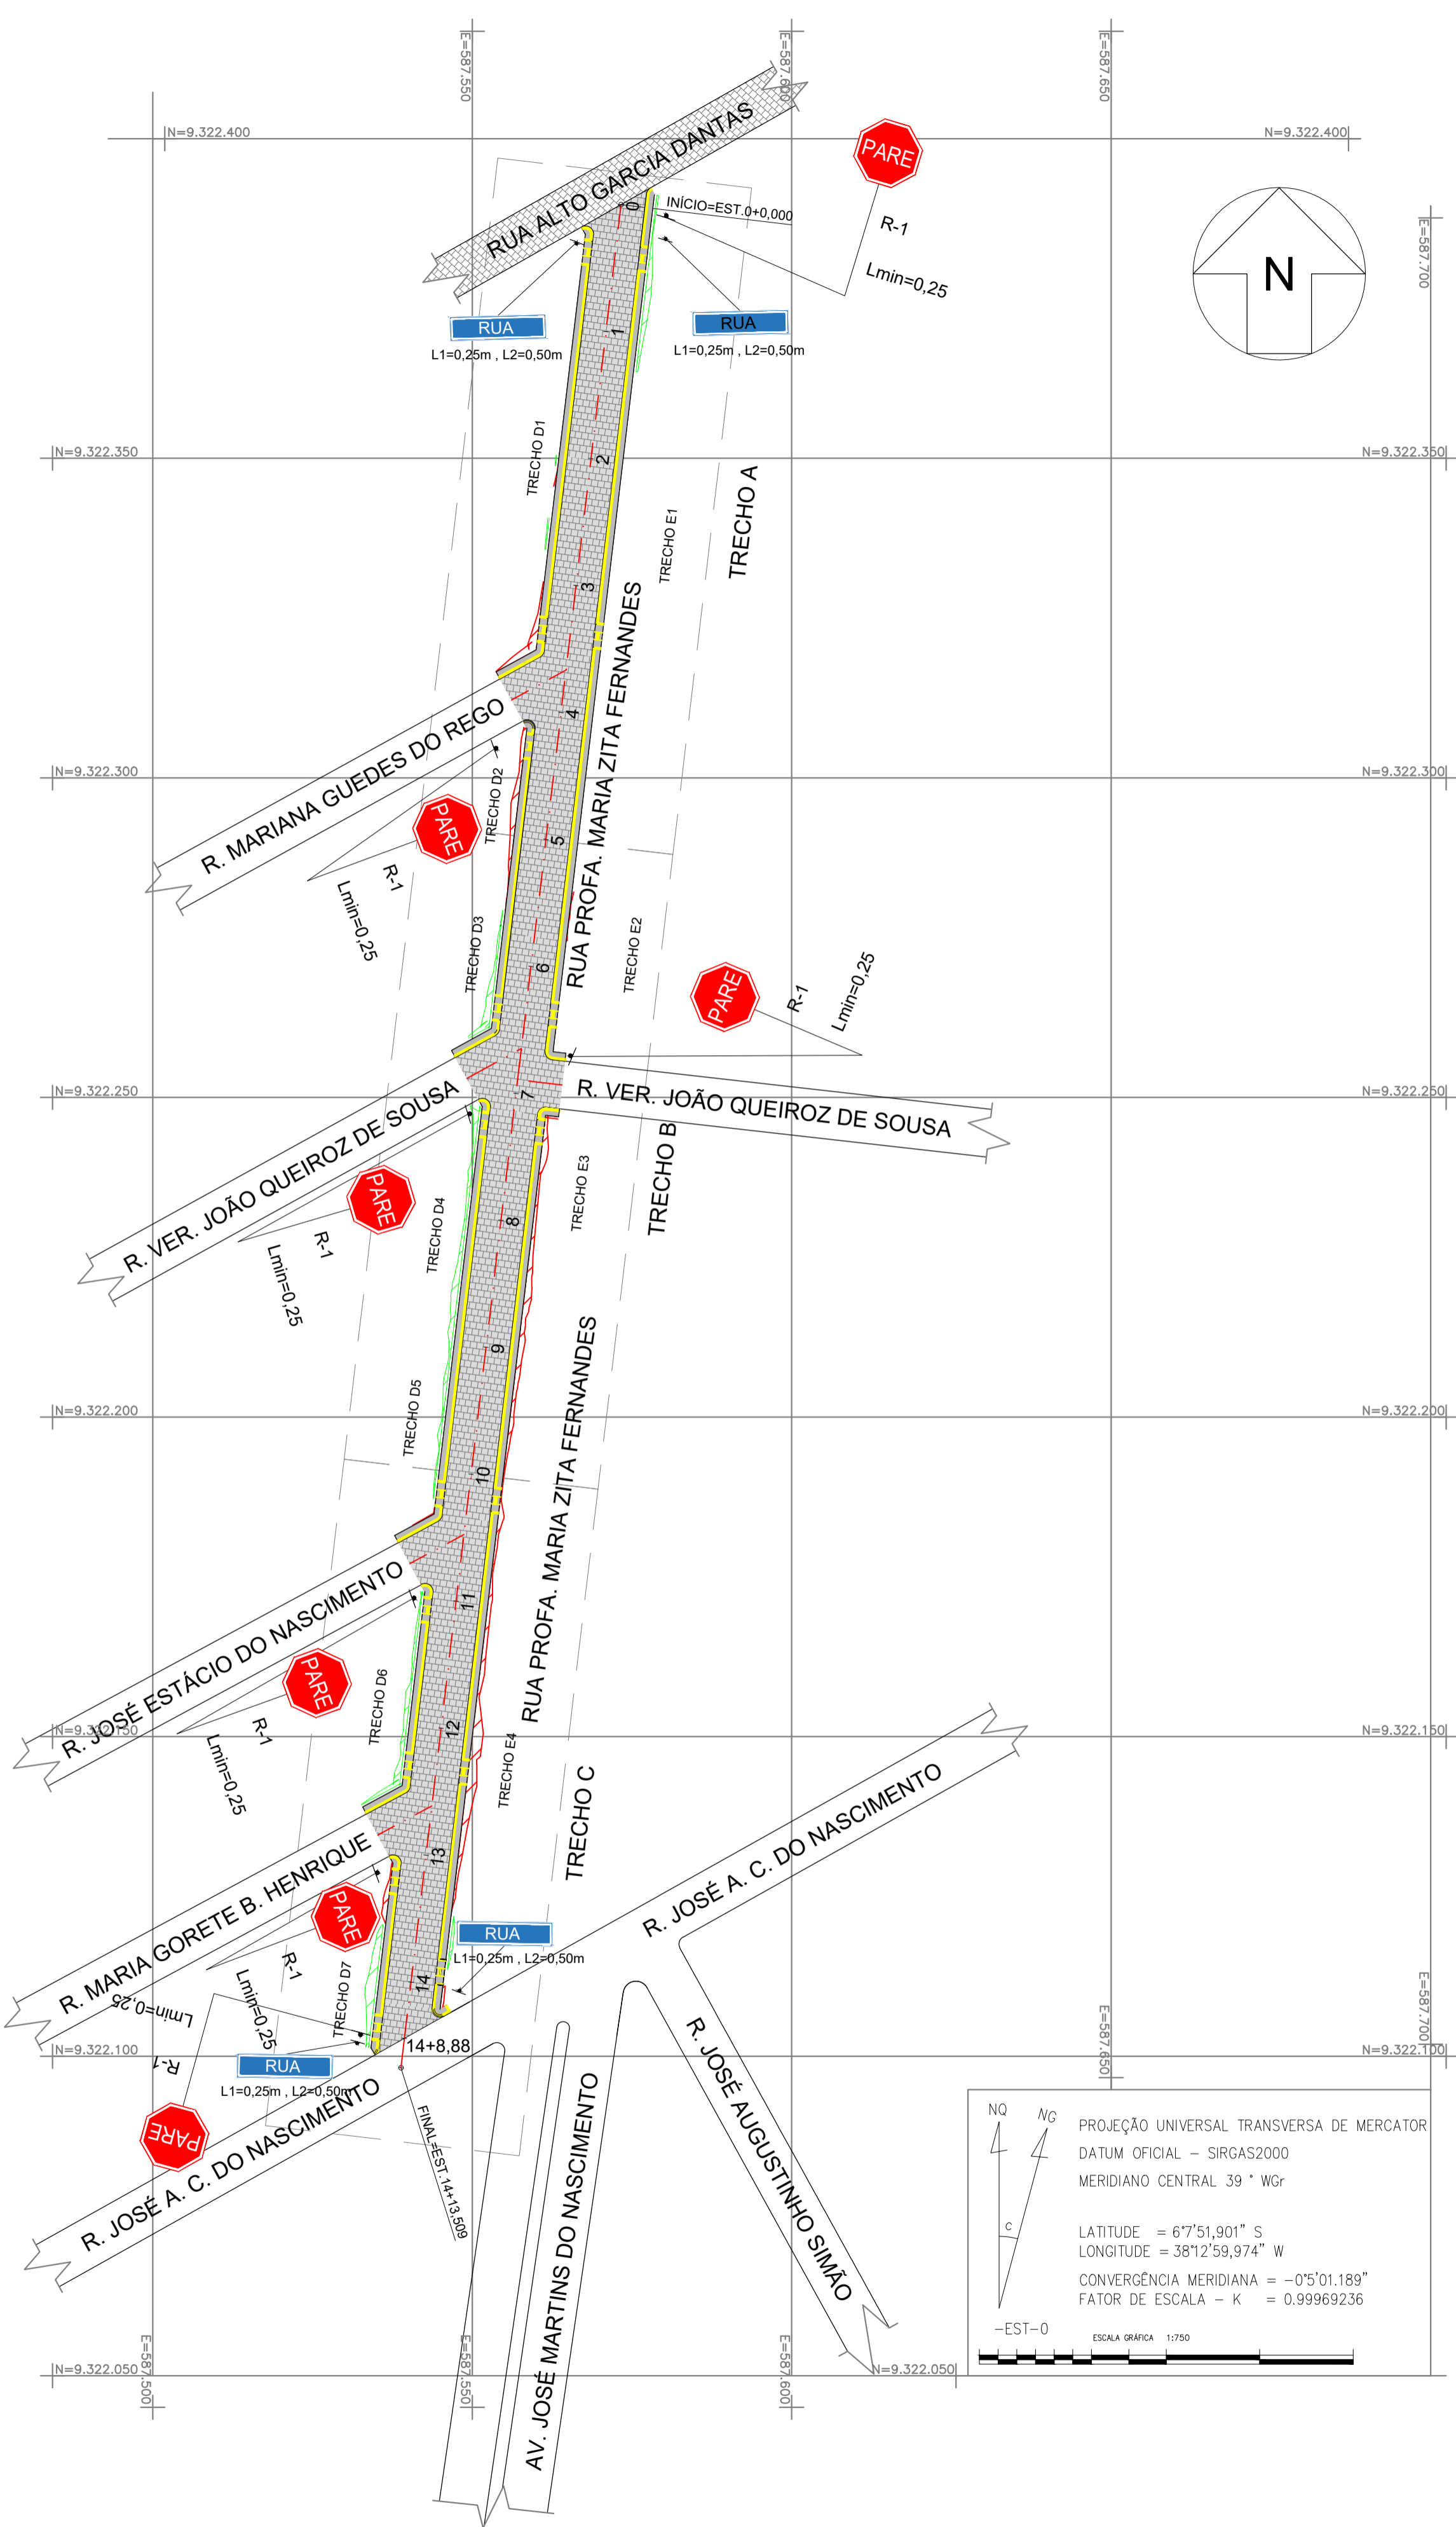 E=587.550
E=587.600
E=587.650
N=9.322.400
N=9.322.400
RUA ALTO GARCIA DANTAS
PARE
0
INÍCIO=EST.0+0,000
R-1
Lmin=0,25
N
E=587.700
RUA
L1=0,25m , L2=0,50m
RUA
L1=0,25m , L2=0,50m
1
TRECHO D1
N=9.322.350
2
N=9.322.350
TRECHO A
TRECHO E1
3
RUA PROFA. MARIA ZITA FERNANDES
4
R. MARIANA GUEDES DO REGO
N=9.322.300
N=9.322.300
TRECHO D2
PARE
R-1
Lmin=0,25
5
TRECHO D3
6
TRECHO E2
PARE
R-1
Lmin=0,25
R. VER. JOÃO QUEIROZ DE SOUSA
7
R. VER. JOÃO QUEIROZ DE SOUSA
N=9.322.250
N=9.322.250
TRECHO B
TRECHO E3
TRECHO D4
PARE
R-1
Lmin=0,25
8
9
RUA PROFA. MARIA ZITA FERNANDES
TRECHO D5
N=9.322.200
N=9.322.200
10
R. JOSÉ ESTÁCIO DO NASCIMENTO
11
PARE
R-1
Lmin=0,25
TRECHO D6
N=9.322.150
N=9.322.150
12
TRECHO E4
TRECHO C
R. MARIA GORETE B. HENRIQUE
13
R. JOSÉ A. C. DO NASCIMENTO
PARE
R-1
Lmin=0,25
RUA
L1=0,25m , L2=0,50m
TRECHO D7
14
14+8,88
Lmin=0,25
R-1
PARE
N=9.322.100
N=9.322.100
E=587.650
E=587.700
RUA
L1=0,25m , L2=0,50m
R. JOSÉ A. C. DO NASCIMENTO
FINAL=EST.14+13,509
AV. JOSÉ MARTINS DO NASCIMENTO
R. JOSÉ AUGUSTINHO SIMÃO
NQ
NG
C
-EST-0
PROJEÇÃO UNIVERSAL TRANSVERSA DE MERCATOR
DATUM OFICIAL - SIRGAS2000
MERIDIANO CENTRAL 39 ° WGr
LATITUDE = 6°7'51,901" S
LONGITUDE = 38°12'59,974" W
CONVERGÊNCIA MERIDIANA = -0°5'01.189"
FATOR DE ESCALA - K = 0.99969236
ESCALA GRÁFICA 1:750
N=9.322.050
N=9.322.050
E=587.500
E=587.550
E=587.600